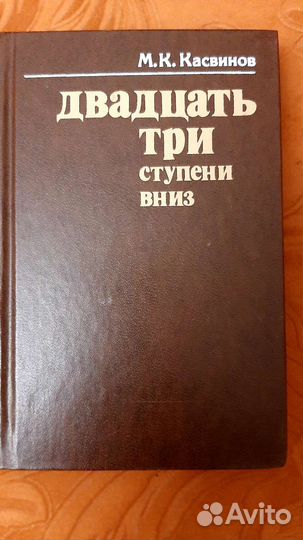 М.К. Касвинов
двадцать
три
ступени
вниз
Avito